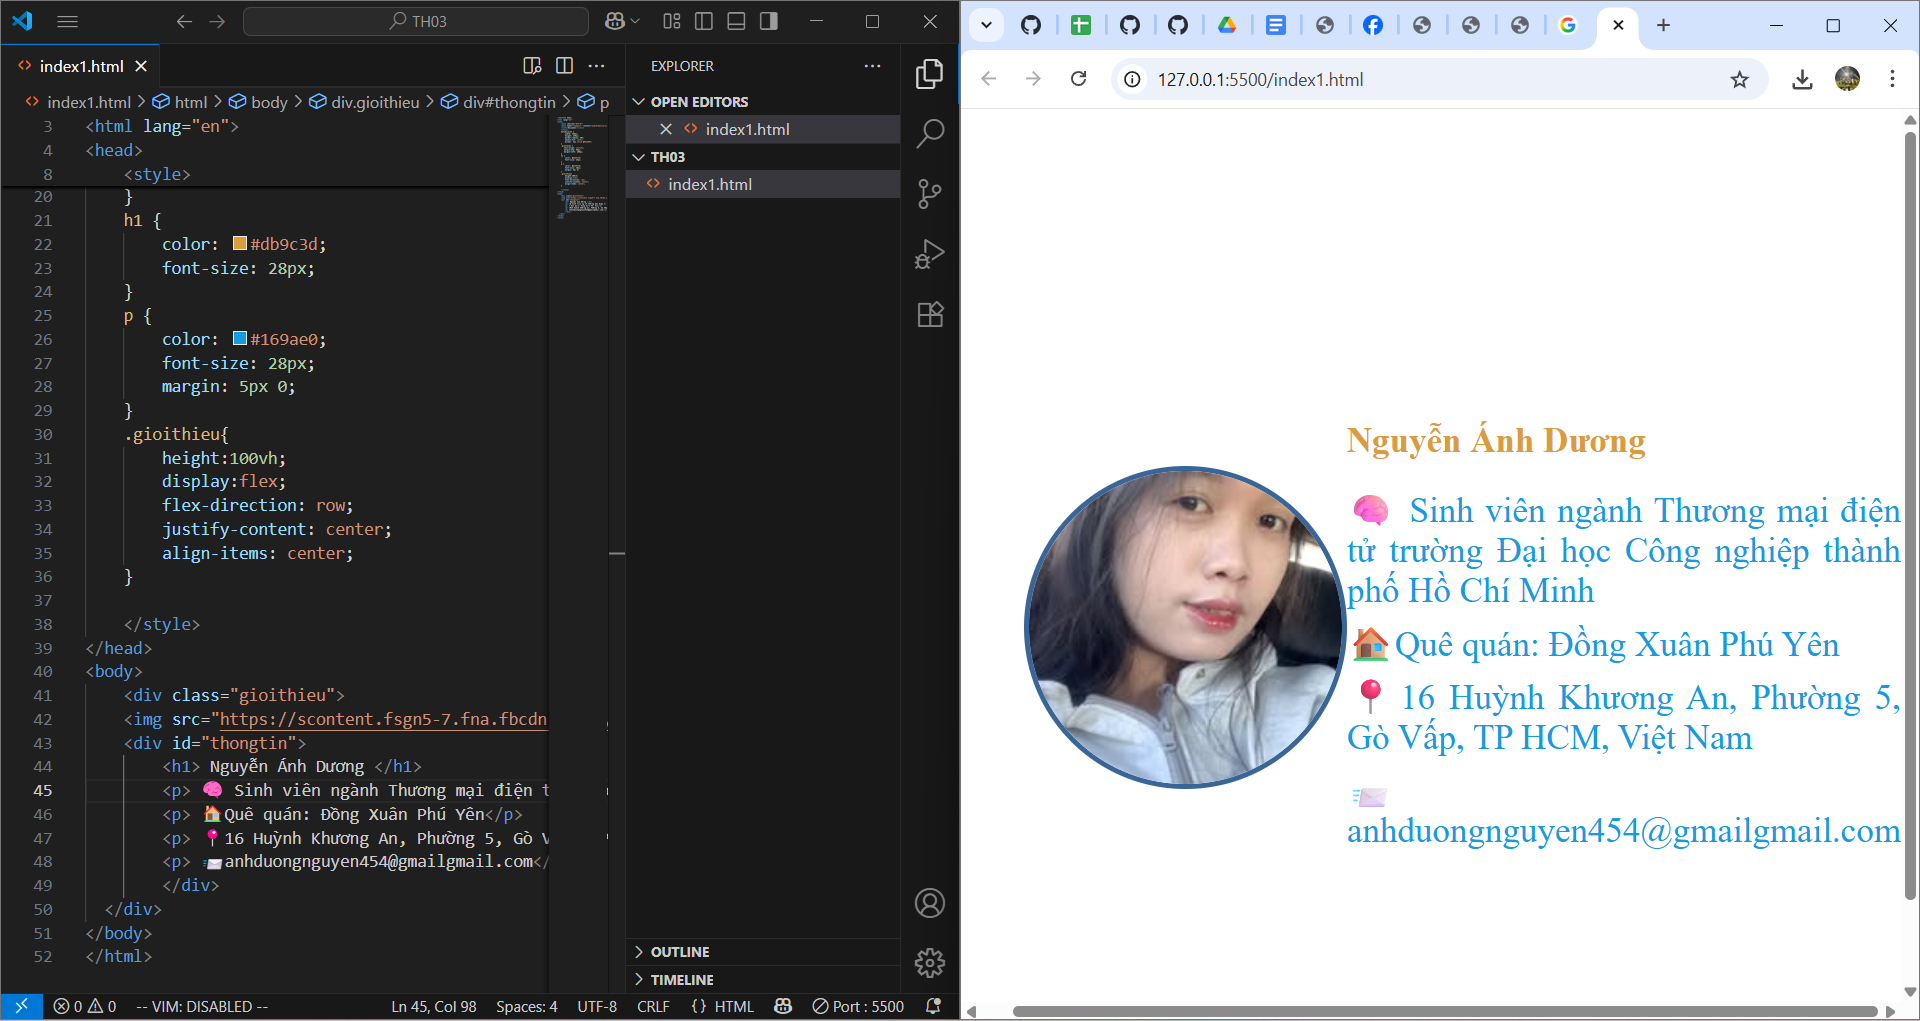 TH03
index1.html
index1.html > html > body > div.gioithieu > div#thongtin > p
3 <html lang="en">
4 <head>
8 <style>
20 }
21 h1 {
22 color: #db9c3d;
23 font-size: 28px;
24 }
25 p {
26 color: #169ae0;
27 font-size: 28px;
28 margin: 5px 0;
29 }
30 .gioithieu{
31 height:100vh;
32 display:flex;
33 flex-direction: row;
34 justify-content: center;
35 align-items: center;
36 }
37
38 </style>
39 </head>
40 <body>
41 <div class="gioithieu">
42 <img src="https://scontent.fsgn5-7.fna.fbcdn
43 <div id="thongtin">
44 <h1> Nguyễn Ánh Dương </h1>
45 <p> 🧠 Sinh viên ngành Thương mại điện t
46 <p> 🏠Quê quán: Đồng Xuân Phú Yên</p>
47 <p> 📍16 Huỳnh Khương An, Phường 5, Gò V
48 <p> 📨anhduongnguyen454@gmailgmail.com</
49 </div>
50 </div>
51 </body>
52 </html>
EXPLORER
OPEN EDITORS
index1.html
TH03
index1.html
OUTLINE
TIMELINE
0 0 -- VIM: DISABLED -- Ln 45, Col 98 Spaces: 4 UTF-8 CRLF {} HTML Port : 5500
127.0.0.1:5500/index1.html
Nguyễn Ánh Dương
🧠 Sinh viên ngành Thương mại điện
tử trường Đại học Công nghiệp thành
phố Hồ Chí Minh
🏠Quê quán: Đồng Xuân Phú Yên
📍16 Huỳnh Khương An, Phường 5,
Gò Vấp, TP HCM, Việt Nam
📨
anhduongnguyen454@gmailgmail.com